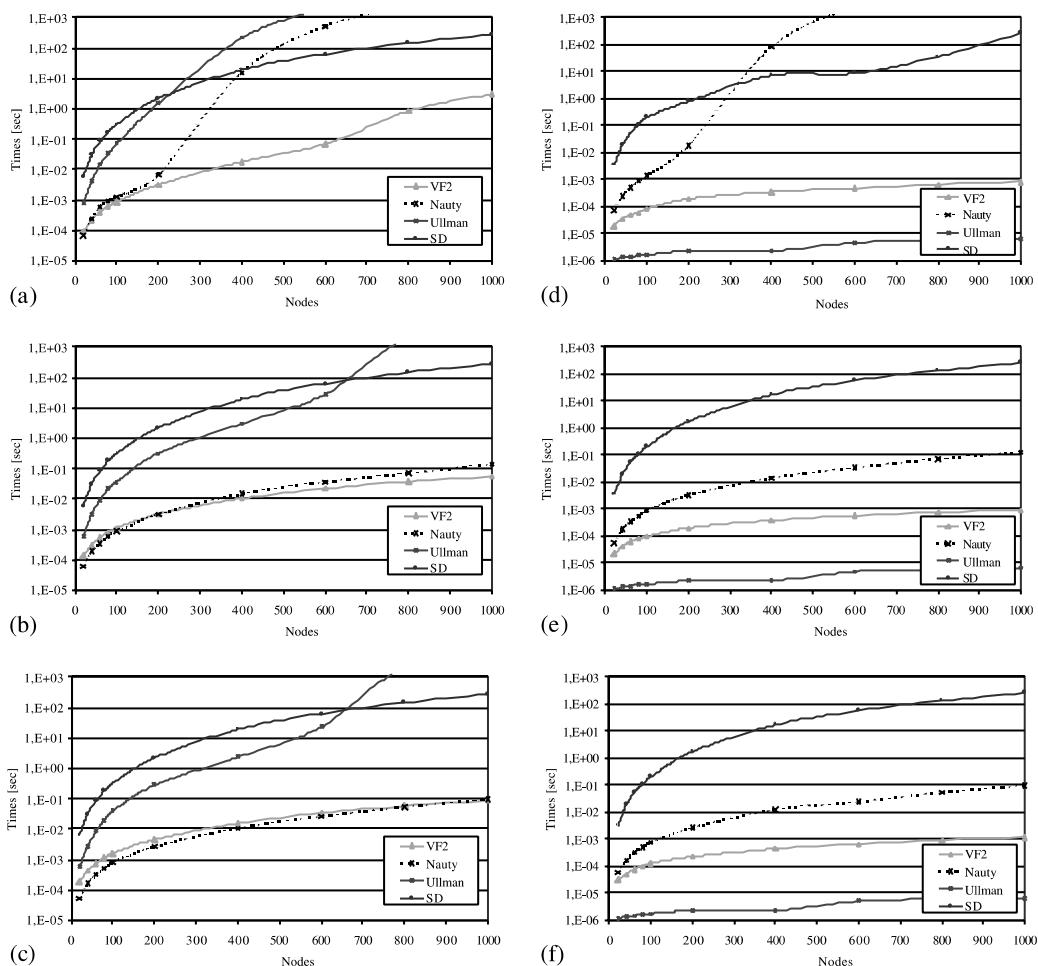 1,E+03
1,E+02
1,E+01
1,E+00
1,E-01
1,E-02
1,E-03
1,E-04
1,E-05
Times [sec]
VF2
Nauty
Ullman
SD
0 100 200 300 400 500 600 700 800 900 1000
Nodes
(a)
1,E+03
1,E+02
1,E+01
1,E+00
1,E-01
1,E-02
1,E-03
1,E-04
1,E-05
1,E-06
Times [sec]
VF2
Nauty
Ullman
SD
0 100 200 300 400 500 600 700 800 900 1000
Nodes
(d)
1,E+03
1,E+02
1,E+01
1,E+00
1,E-01
1,E-02
1,E-03
1,E-04
1,E-05
Times [sec]
VF2
Nauty
Ullman
SD
0 100 200 300 400 500 600 700 800 900 1000
Nodes
(b)
1,E+03
1,E+02
1,E+01
1,E+00
1,E-01
1,E-02
1,E-03
1,E-04
1,E-05
1,E-06
Times [sec]
VF2
Nauty
Ullman
SD
0 100 200 300 400 500 600 700 800 900 1000
Nodes
(e)
1,E+03
1,E+02
1,E+01
1,E+00
1,E-01
1,E-02
1,E-03
1,E-04
1,E-05
Times [sec]
VF2
Nauty
Ullman
SD
0 100 200 300 400 500 600 700 800 900 1000
Nodes
(c)
1,E+03
1,E+02
1,E+01
1,E+00
1,E-01
1,E-02
1,E-03
1,E-04
1,E-05
1,E-06
Times [sec]
VF2
Nauty
Ullman
SD
0 100 200 300 400 500 600 700 800 900 1000
Nodes
(f)